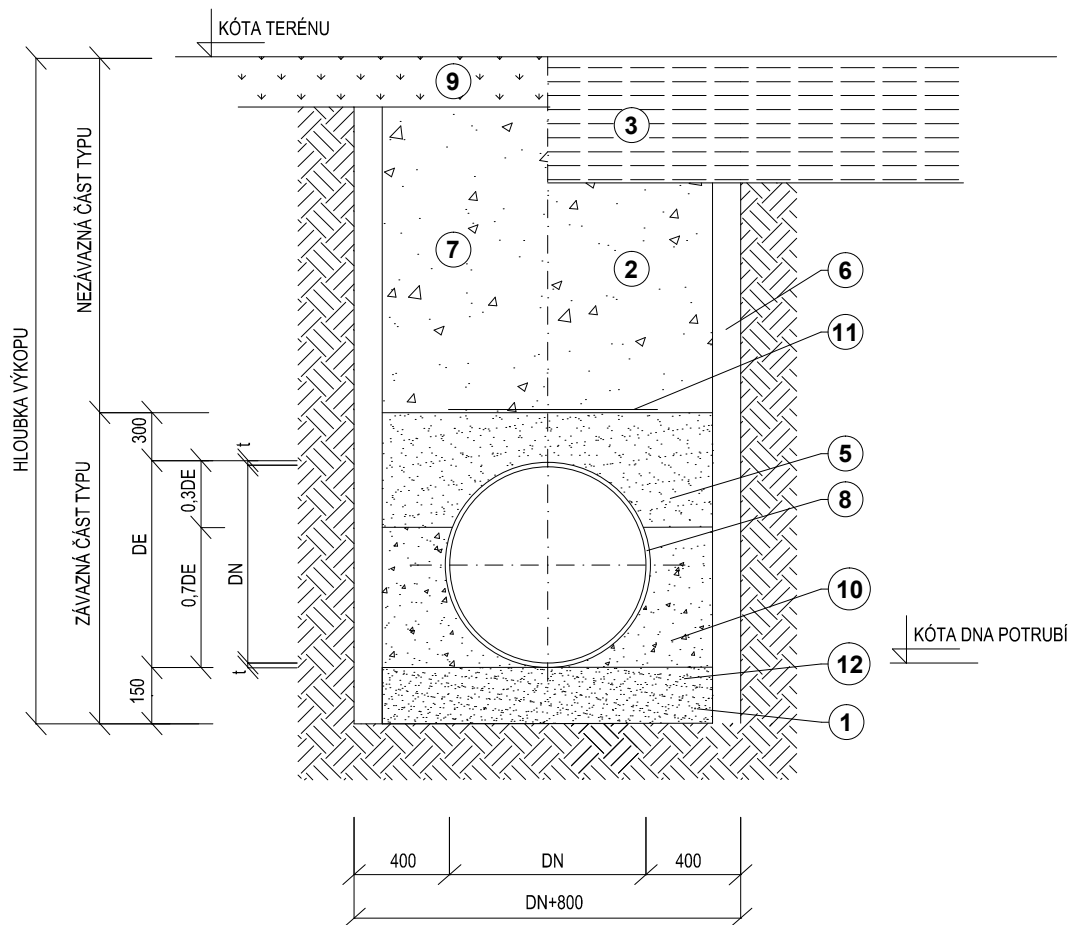 KÓTA TERÉNU
9
3
7
2
6
11
5
8
10
12
1
KÓTA DNA POTRUBÍ
HLOUBKA VÝKOPU
NEZÁVAZNÁ ČÁST TYPU
ZÁVAZNÁ ČÁST TYPU
300
DE
150
0,3DE
0,7DE
t
DN
t
400
DN
400
DN+800